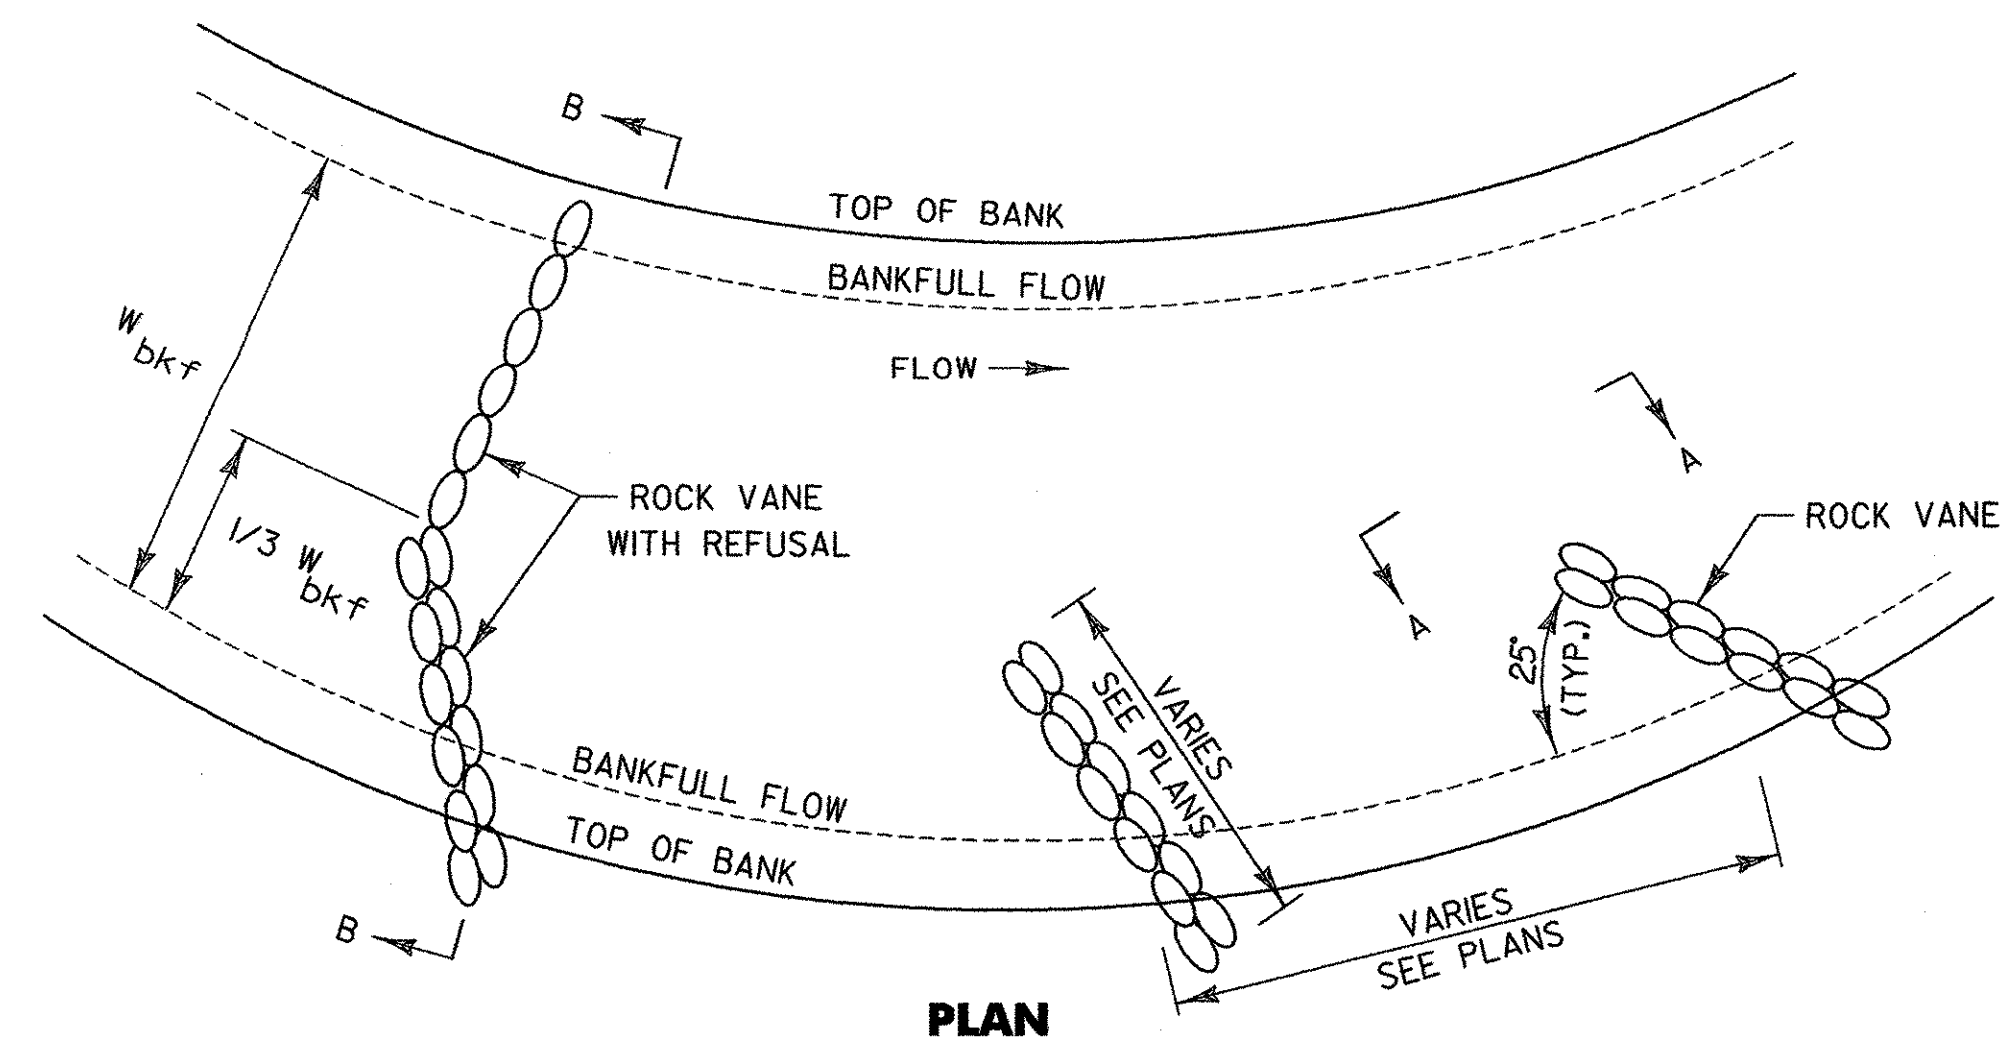 B
TOP OF BANK
BANKFULL FLOW
FLOW
W bkf
1/3 W bkf
ROCK VANE
WITH REFUSAL
A
A
ROCK VANE
25°
(TYP.)
VARIES
SEE PLANS
BANKFULL FLOW
TOP OF BANK
B
VARIES
SEE PLANS
PLAN